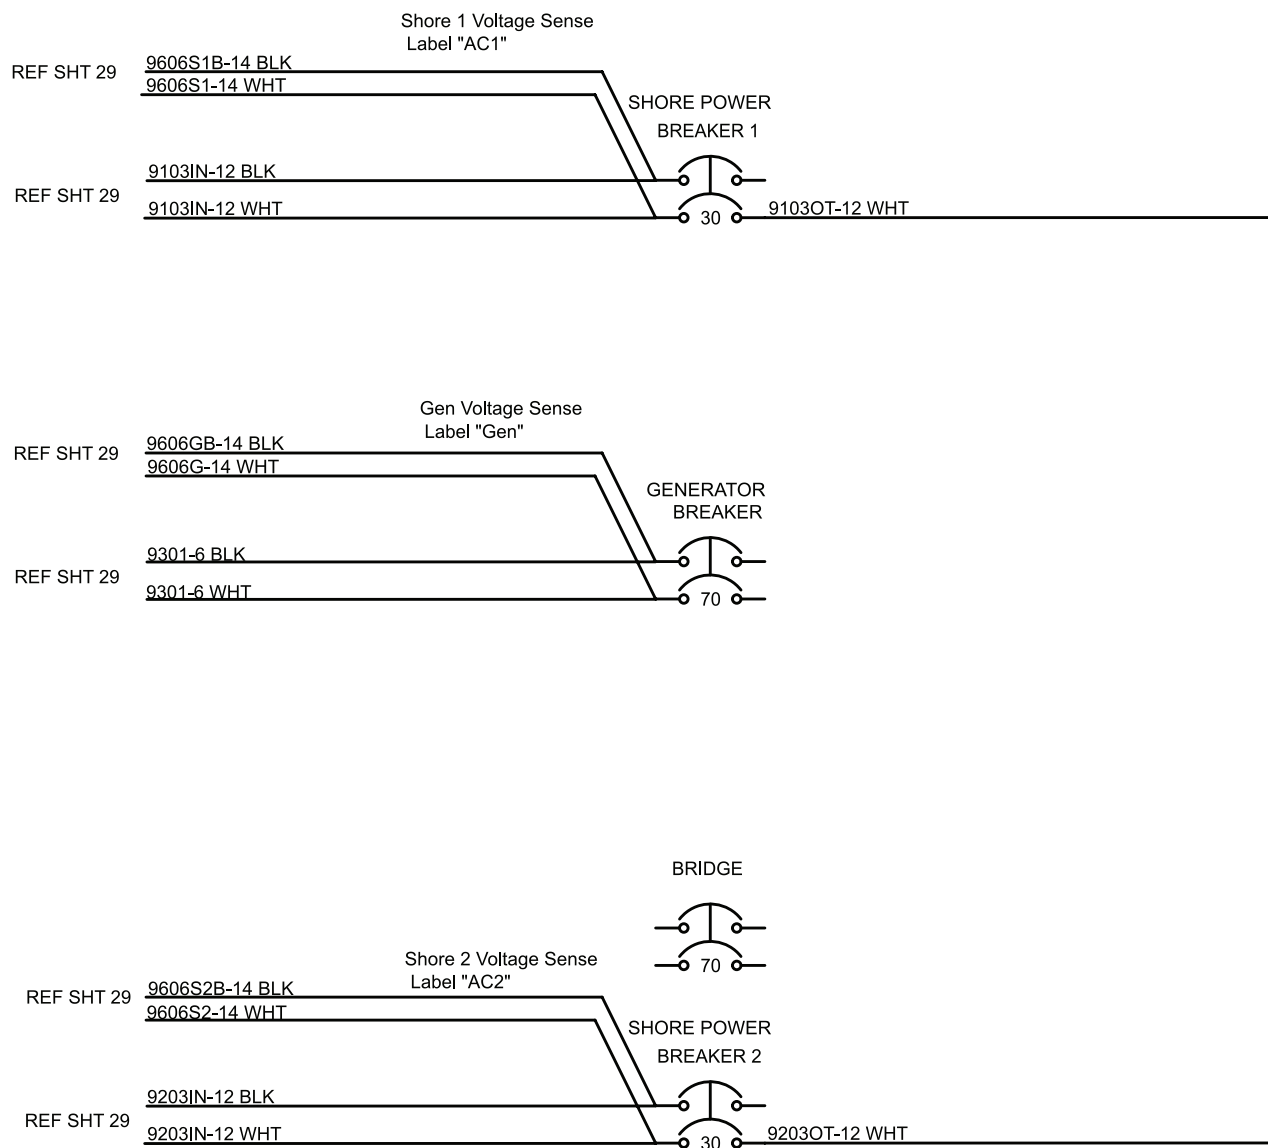 Shore 1 Voltage Sense
Label "AC1"
REF SHT 29
9606S1B-14 BLK
9606S1-14 WHT
SHORE POWER
BREAKER 1
REF SHT 29
9103IN-12 BLK
9103IN-12 WHT
30
9103OT-12 WHT
Gen Voltage Sense
Label "Gen"
REF SHT 29
9606GB-14 BLK
9606G-14 WHT
GENERATOR
BREAKER
REF SHT 29
9301-6 BLK
9301-6 WHT
70
BRIDGE
70
Shore 2 Voltage Sense
Label "AC2"
REF SHT 29
9606S2B-14 BLK
9606S2-14 WHT
SHORE POWER
BREAKER 2
REF SHT 29
9203IN-12 BLK
9203IN-12 WHT
30
9203OT-12 WHT